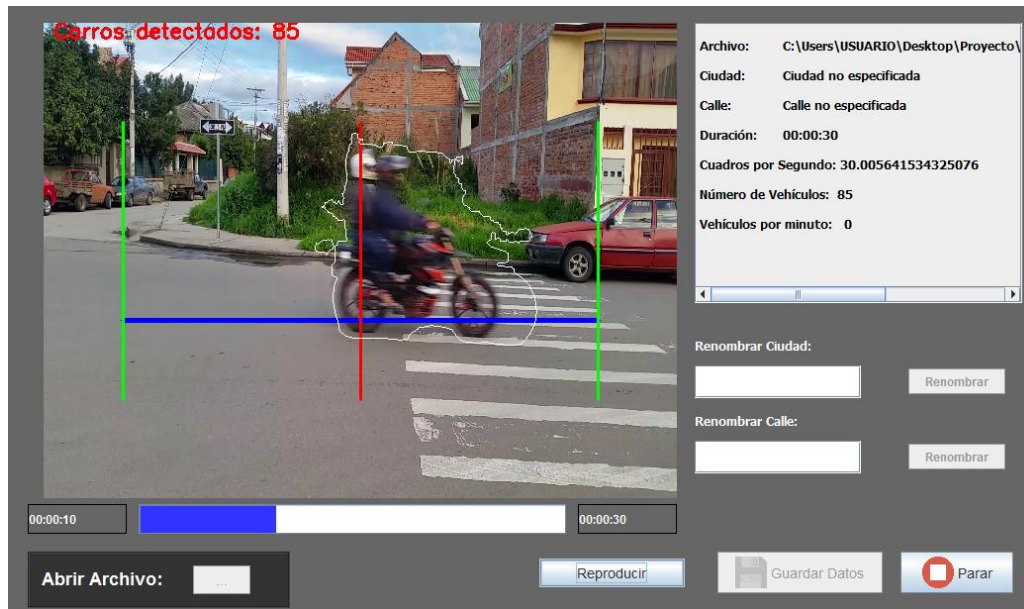 Carros detectados: 85
Archivo: C:\Users\USUARIO\Desktop\Proyecto\
Ciudad: Ciudad no especificada
Calle: Calle no especificada
Duración: 00:00:30
Cuadros por Segundo: 30.005641534325076
Número de Vehículos: 85
Vehículos por minuto: 0
Renombrar Ciudad:
Renombrar
Renombrar Calle:
Renombrar
00:00:10
00:00:30
Abrir Archivo:
...
Reproducir
Guardar Datos
Parar